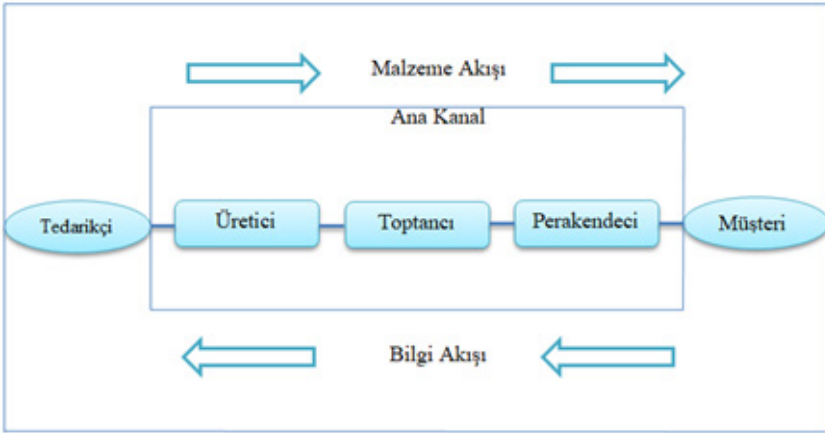 Malzeme Akışı
Ana Kanal
Tedarikçi
Üretici
Toptancı
Perakendeci
Müşteri
Bilgi Akışı